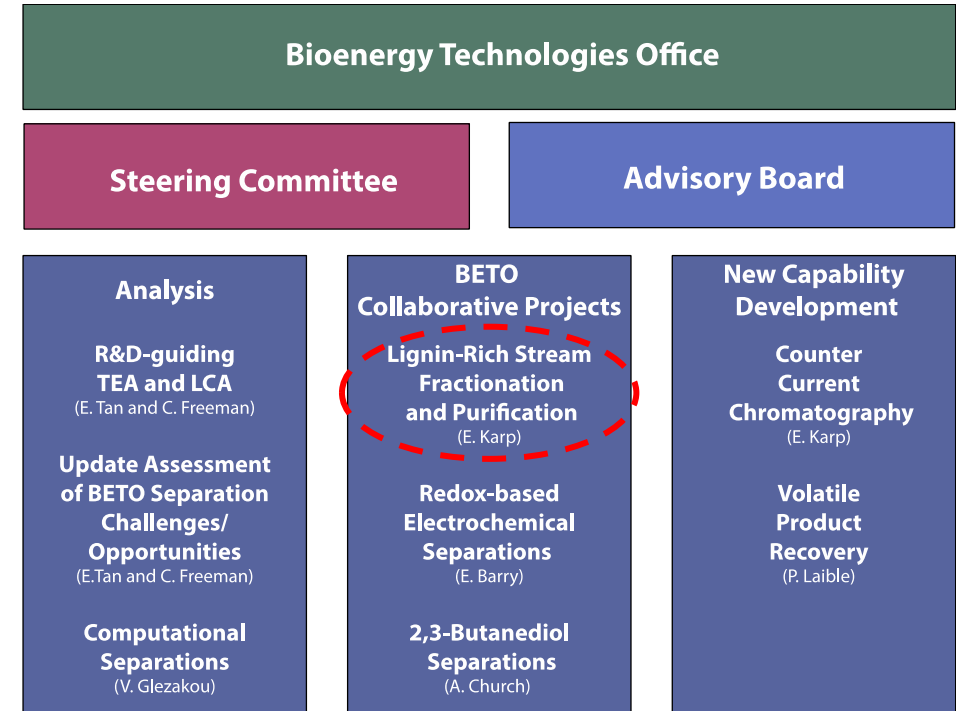 Bioenergy Technologies Office
Steering Committee
Advisory Board
Analysis
R&D-guiding
TEA and LCA
(E. Tan and C. Freeman)
Update Assessment
of BETO Separation
Challenges/
Opportunities
(E.Tan and C. Freeman)
Computational
Separations
(V. Glezakou)
BETO
Collaborative Projects
Lignin-Rich Stream
Fractionation
and Purification
(E. Karp)
Redox-based
Electrochemical
Separations
(E. Barry)
2,3-Butanediol
Separations
(A. Church)
New Capability
Development
Counter
Current
Chromatography
(E. Karp)
Volatile
Product
Recovery
(P. Laible)